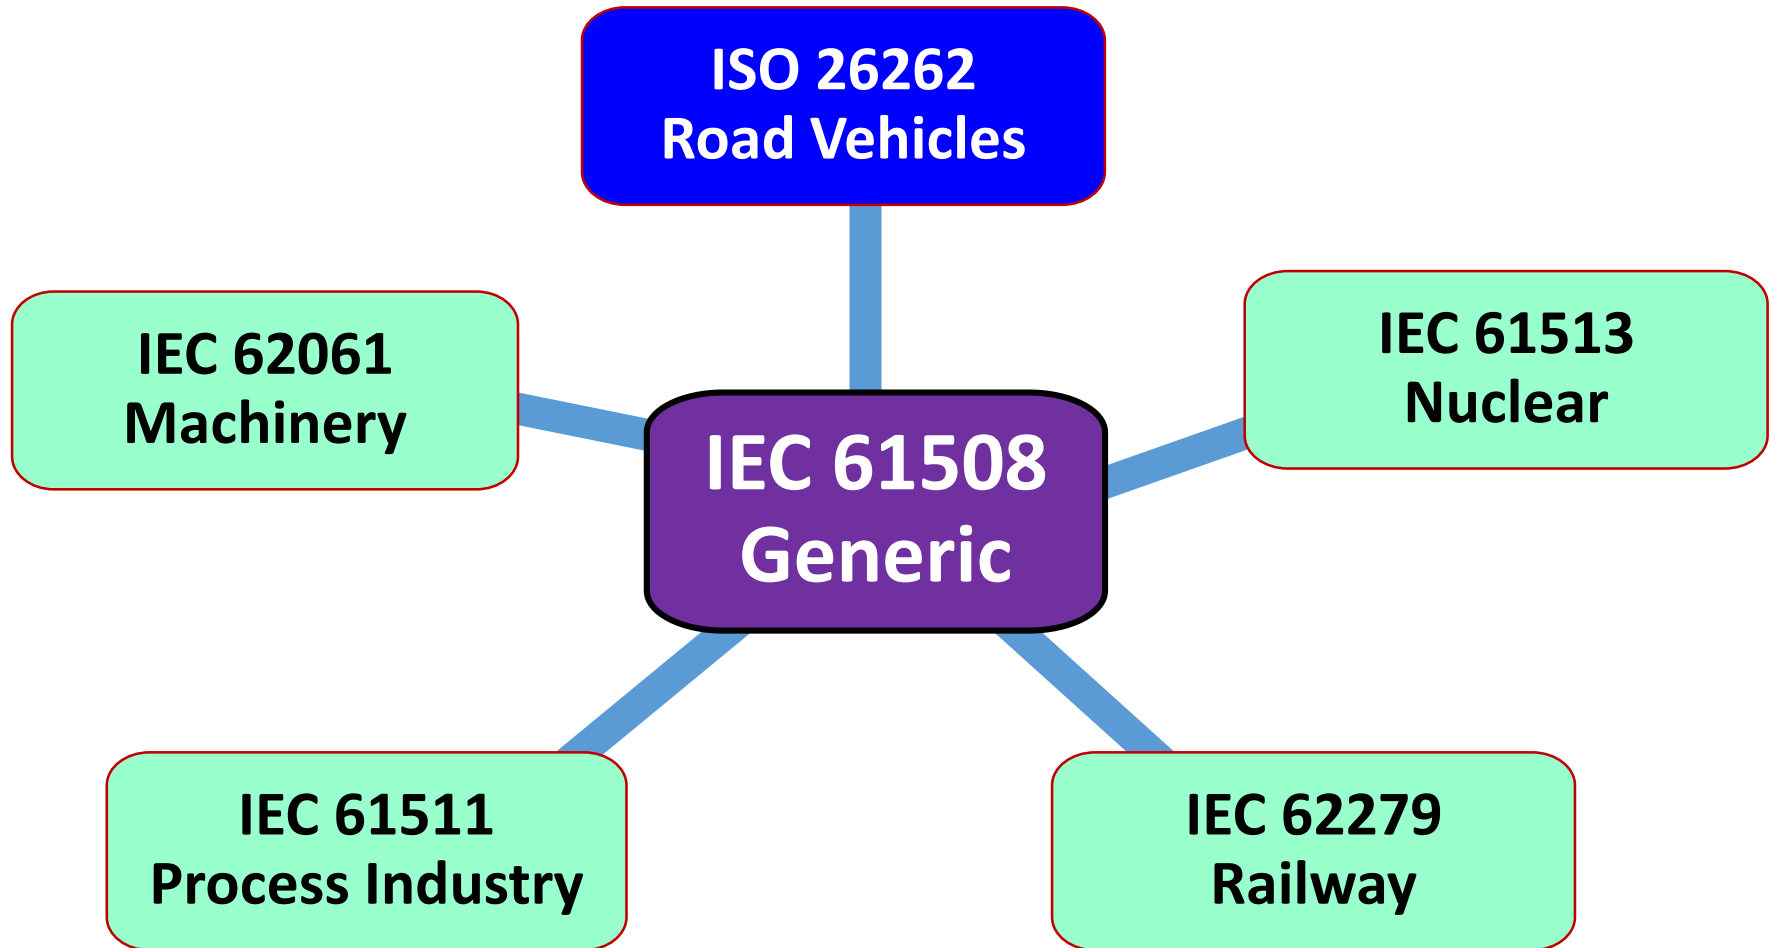 ISO 26262
Road Vehicles
IEC 62061
Machinery
IEC 61513
Nuclear
IEC 61508
Generic
IEC 61511
Process Industry
IEC 62279
Railway